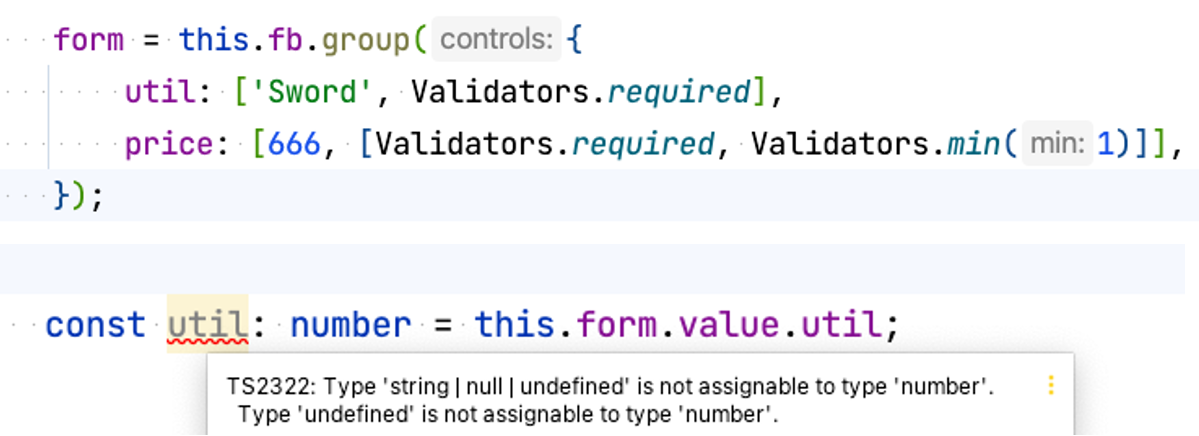 form = this.fb.group( controls: {
util: ['Sword', Validators.required],
price: [666, [Validators.required, Validators.min( min: 1)]],
});
const util: number = this.form.value.util;
TS2322: Type 'string | null | undefined' is not assignable to type 'number'.
Type 'undefined' is not assignable to type 'number'.